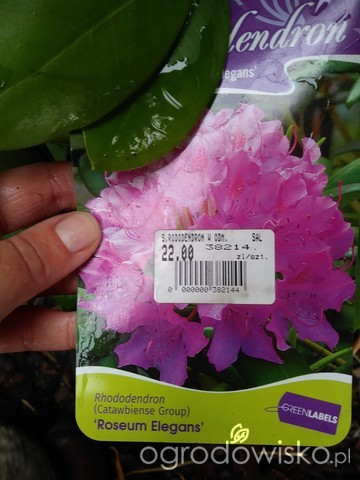 dendron
Elegans'
S.RODODENDRON W ODM. SAL
22.00 38214.
zl/szt.
0 000000 382144
Rhododendron
(Catawbiense Group)
'Roseum Elegans'
GREENLABELS
ogrodowisko.pl